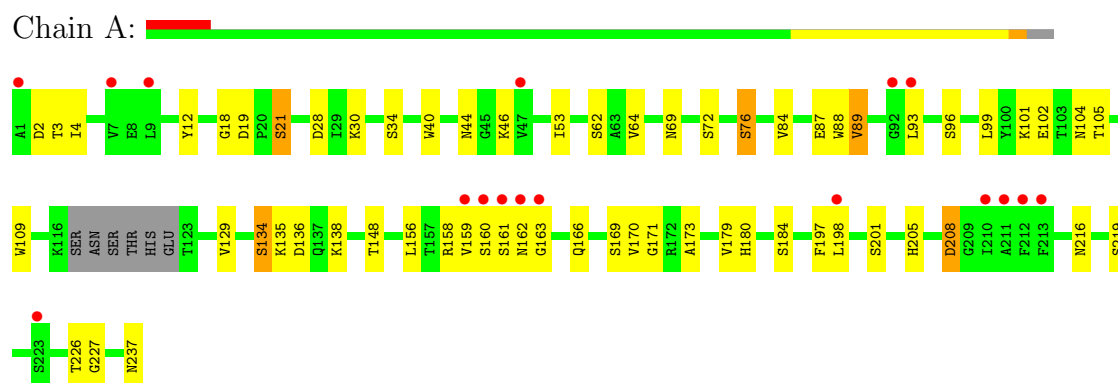 Chain A:
A1 D2 T3 I4 V7 E8 L9 Y12 G18 D19 P20 S21 D28 I29 K30 S34 W40 N44 G45 K46 V47 I53 S62 A63 V64 N69 S72 S76 V84 E87 W88 V89 G92 L93 S96 L99 Y100 K101 E102 T103 N104 T105
W109 K116 SER ASN SER THR HIS GLU T123 V129 S134 K135 D136 Q137 K138 T148 L156 T157 R158 V159 S160 S161 N162 G163 Q166 S169 V170 G171 R172 A173 V179 H180 S184 F197 L198 S201 H205 D208 G209 I210 A211 F212 F213 N216 S219
S223 T226 G227 N237